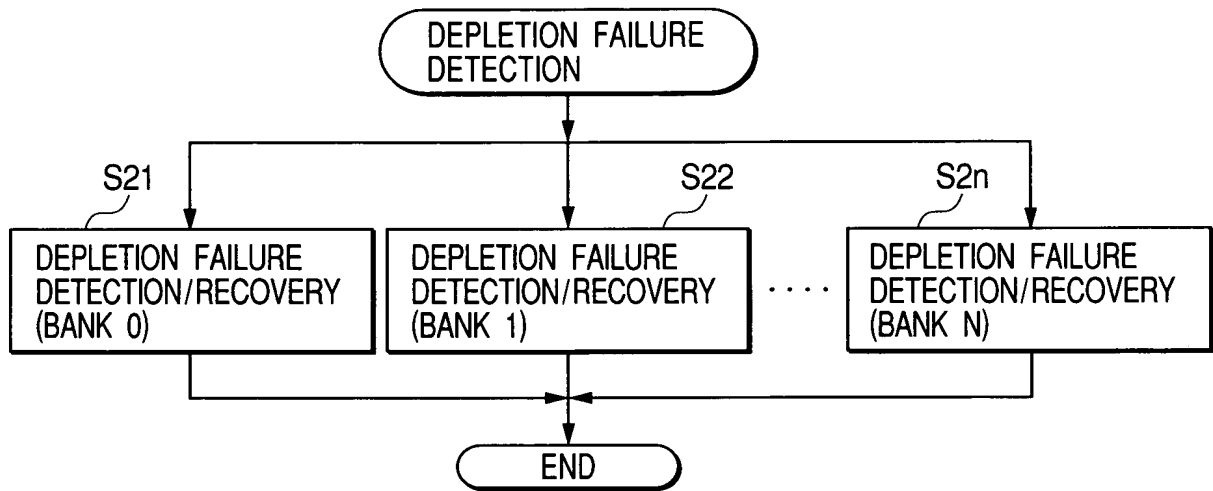 DEPLETION FAILURE
DETECTION
S21
S22
S2n
DEPLETION FAILURE
DETECTION/RECOVERY
(BANK 0)
DEPLETION FAILURE
DETECTION/RECOVERY
(BANK 1)
. . . .
DEPLETION FAILURE
DETECTION/RECOVERY
(BANK N)
END